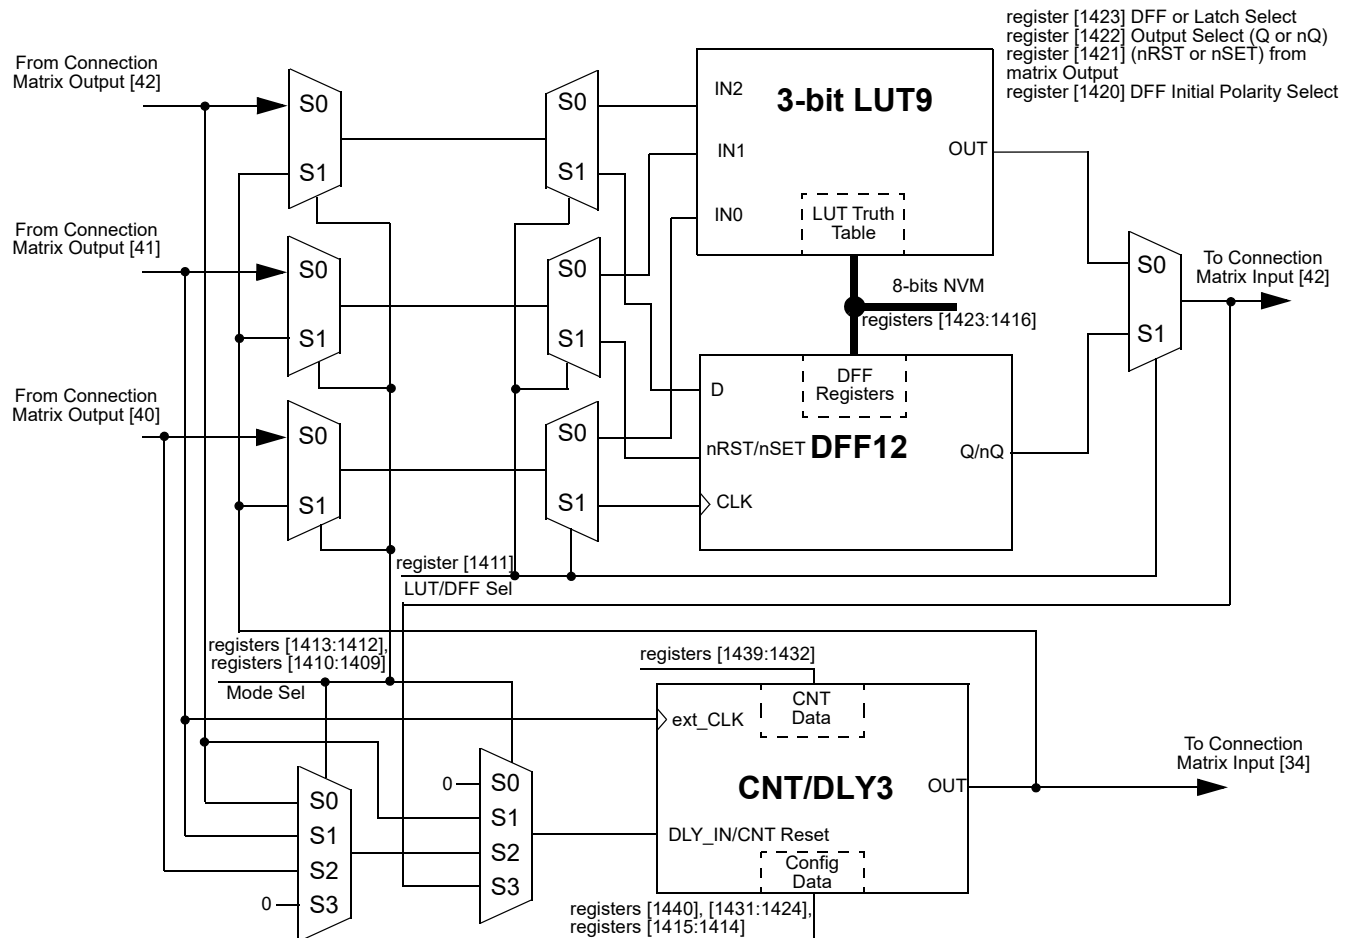 register [1423] DFF or Latch Select
register [1422] Output Select (Q or nQ)
register [1421] (nRST or nSET) from
matrix Output
register [1420] DFF Initial Polarity Select
From Connection
Matrix Output [42]
S0
S1
S0
S1
IN2
3-bit LUT9
IN1
OUT
IN0
LUT Truth
Table
From Connection
Matrix Output [41]
S0
S1
S0
S1
8-bits NVM
registers [1423:1416]
S0
S1
To Connection
Matrix Input [42]
From Connection
Matrix Output [40]
S0
S1
S0
S1
DFF
Registers
D
nRST/nSET
DFF12
Q/nQ
CLK
register [1411]
LUT/DFF Sel
registers [1413:1412],
registers [1410:1409]
Mode Sel
registers [1439:1432]
CNT
Data
ext_CLK
CNT/DLY3
OUT
To Connection
Matrix Input [34]
DLY_IN/CNT Reset
Config
Data
0
S0
S1
S2
S3
S0
S1
S2
0
S3
registers [1440], [1431:1424],
registers [1415:1414]